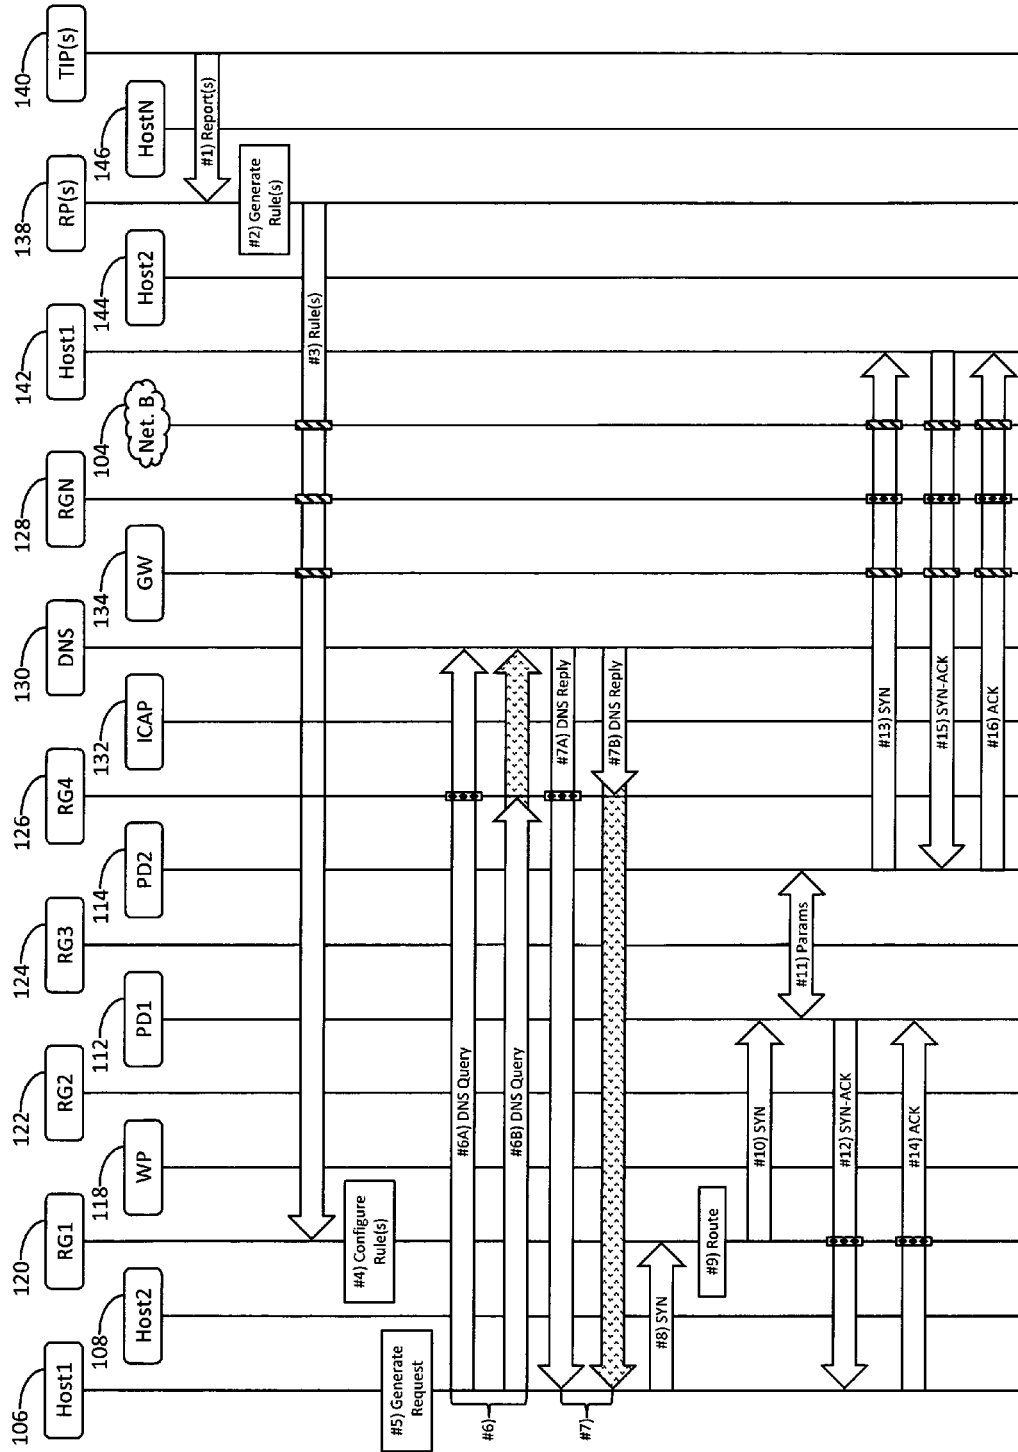 106
Host1
108
Host2
120
RG1
118
WP
122
RG2
112
PD1
124
RG3
114
PD2
126
RG4
132
ICAP
130
DNS
134
GW
128
RGN
104
Net. B
142
Host1
144
Host2
138
RP(s)
146
HostN
140
TIP(s)
#1) Report(s)
#2) Generate
Rule(s)
#3) Rule(s)
#4) Configure
Rule(s)
#5) Generate
Request
#6)
#6A) DNS Query
#6B) DNS Query
#7)
#7A) DNS Reply
#7B) DNS Reply
#8) SYN
#9) Route
#10) SYN
#11) Params
#12) SYN-ACK
#13) SYN
#14) ACK
#15) SYN-ACK
#16) ACK